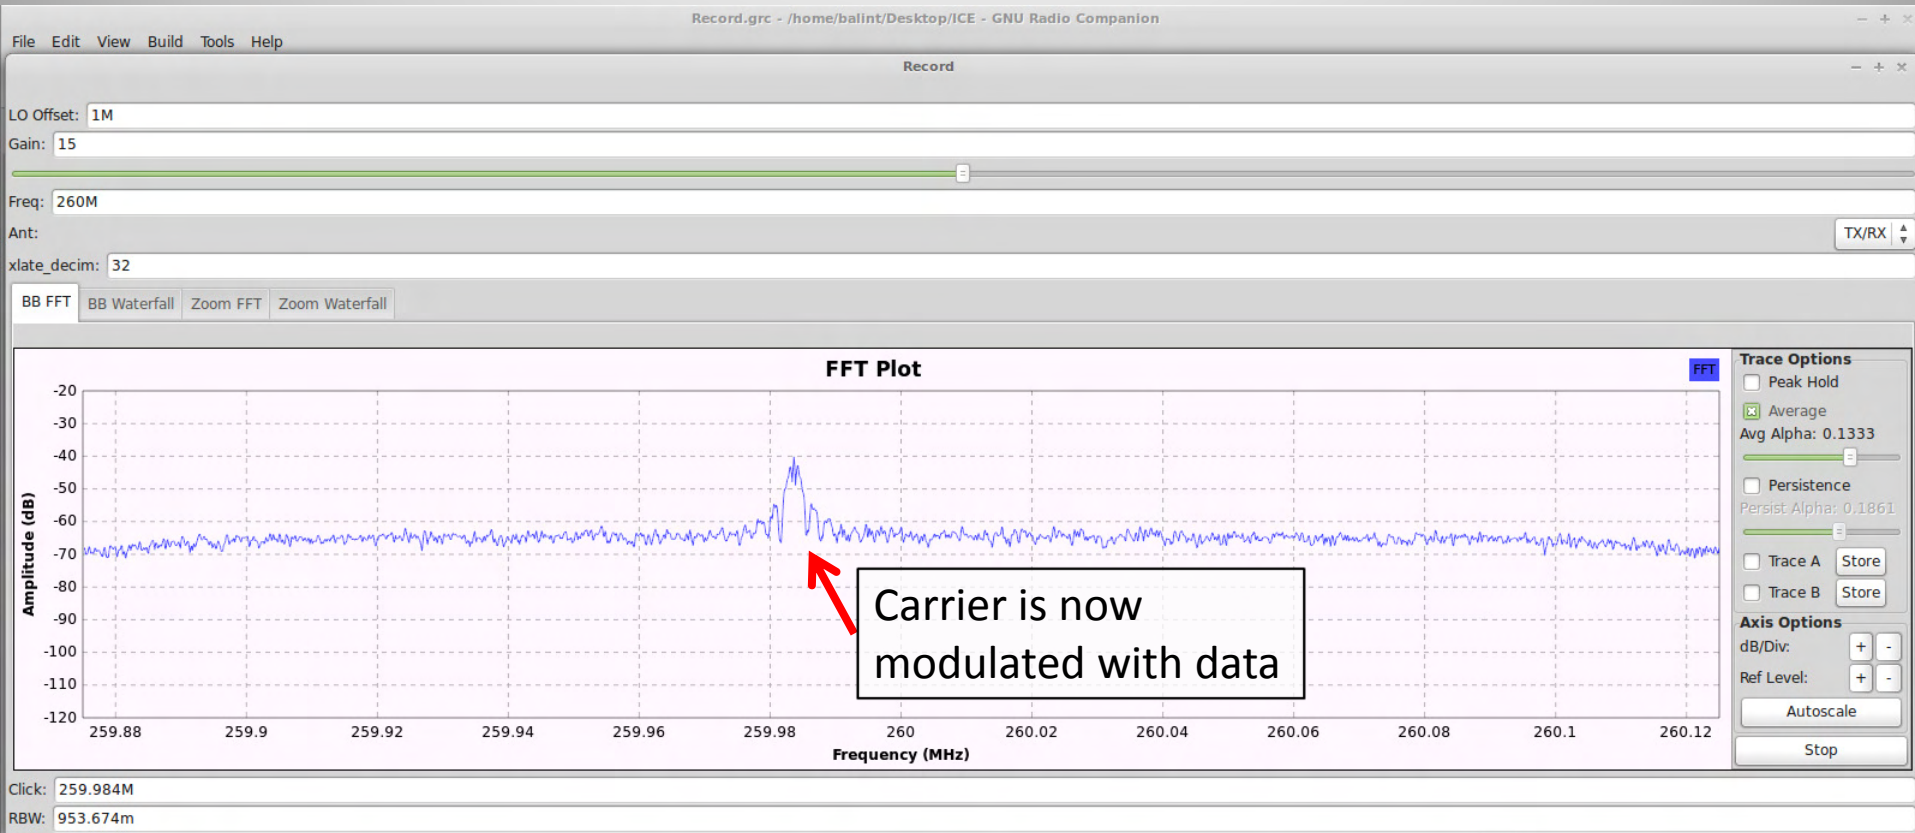 Record.grc - /home/balint/Desktop/ICE - GNU Radio Companion
File Edit View Build Tools Help
Record
LO Offset: 1M
Gain: 15
Freq: 260M
Ant: TX/RX
xlate_decim: 32
BB FFT BB Waterfall Zoom FFT Zoom Waterfall
FFT Plot
FFT
Amplitude (dB)
-20
-30
-40
-50
-60
-70
-80
-90
-100
-110
-120
259.88 259.9 259.92 259.94 259.96 259.98 260 260.02 260.04 260.06 260.08 260.1 260.12
Frequency (MHz)
Carrier is now
modulated with data
Trace Options
Peak Hold
Average
Avg Alpha: 0.1333
Persistence
Persist Alpha: 0.1861
Trace A Store
Trace B Store
Axis Options
dB/Div: + -
Ref Level: + -
Autoscale
Stop
Click: 259.984M
RBW: 953.674m